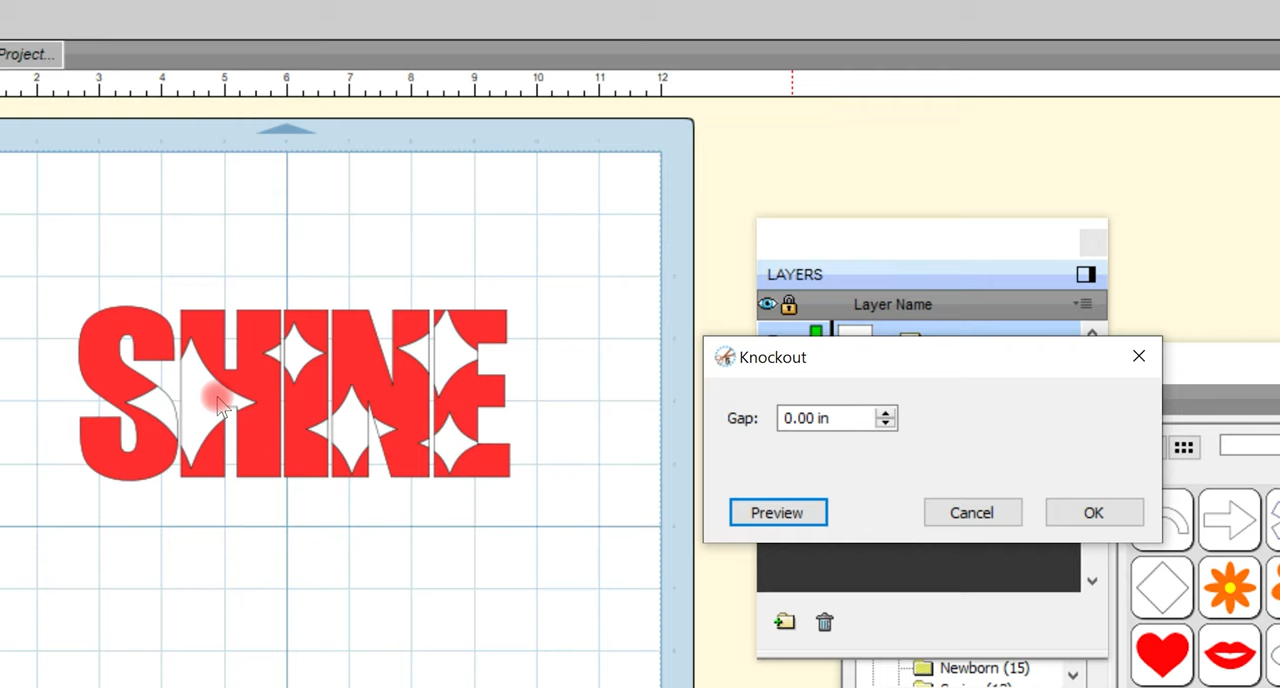 Project...
2 3 4 5 6 7 8 9 10 11 12
SHINE
LAYERS
Layer Name
Knockout
Gap: 0.00 in
Preview Cancel OK
Newborn (15)